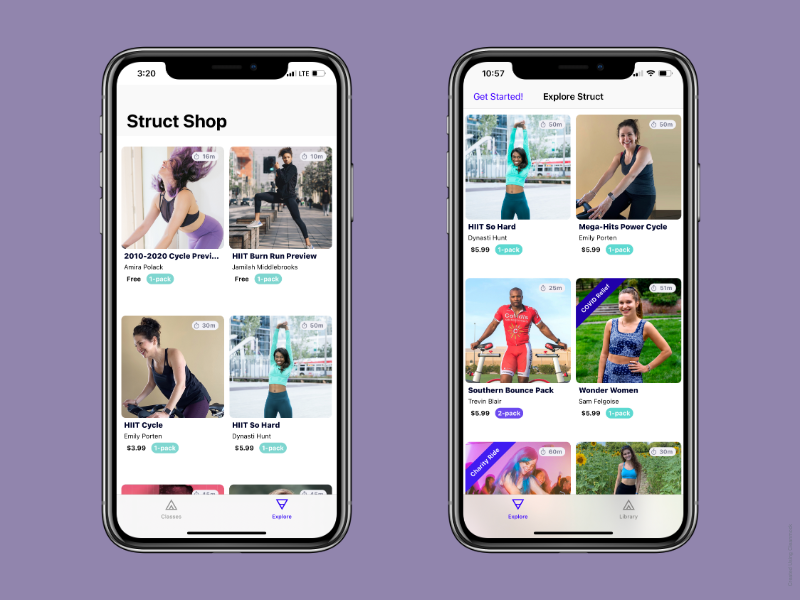 3:20
LTE
Struct Shop
16m
10m
2010-2020 Cycle Previ...
HIIT Burn Run Preview
Amira Polack
Jamilah Middlebrooks
Free 1-pack
Free 1-pack
30m
50m
HIIT Cycle
HIIT So Hard
Emily Porten
Dynasti Hunt
$3.99 1-pack
$5.99 1-pack
45m
45m
Classes
Explore
10:57
Get Started!
Explore Struct
50m
50m
HIIT So Hard
Mega-Hits Power Cycle
Dynasti Hunt
Emily Porten
$5.99 1-pack
$5.99 1-pack
25m
COVID Relief
51m
Southern Bounce Pack
Wonder Women
Trevin Blair
Sam Felgoise
$5.99 2-pack
$5.99 1-pack
Charity Ride
60m
30m
Explore
Library